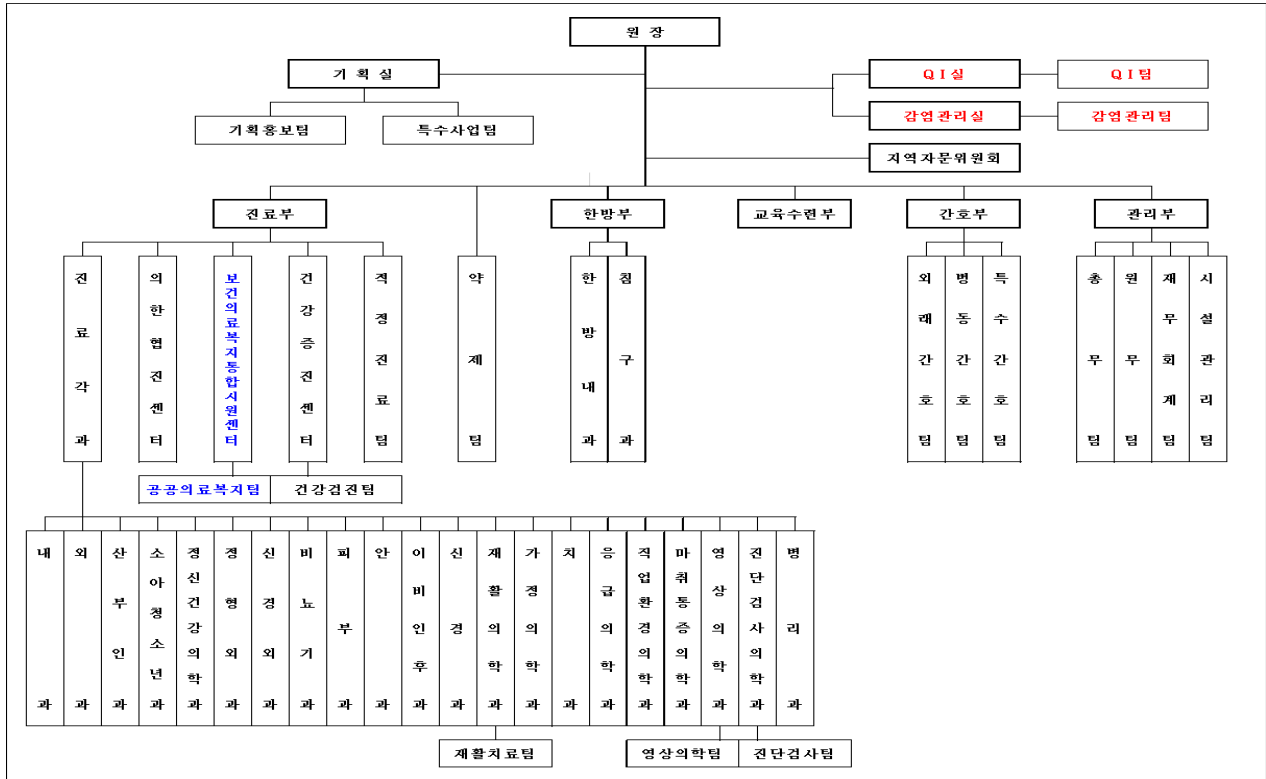 원 장
기 획 실
QI실
QI팀
기획홍보팀
특수사업팀
감염관리실
감염관리팀
지역자문위원회
진료부
한방부
교육수련부
간호부
관리부
진료각과
의한협진센터
보건의료복지통합시원센터
건강증진센터
적정진료팀
약제팀
한방내과
침구과
외래간호팀
병동간호팀
특수간호팀
총무팀
원무팀
재무회계팀
시설관리팀
공공의료복지팀
건강검진팀
내과
외과
산부인과
소아청소년과
정신건강의학과
정형외과
신경외과
비뇨기과
피부과
안과
이비인후과
신경과
재활의학과
가정의학과
치과
응급의학과
직업환경의학과
마취통증의학과
영상의학과
진단검사의학과
병리과
재활치료팀
영상의학팀
진단검사팀